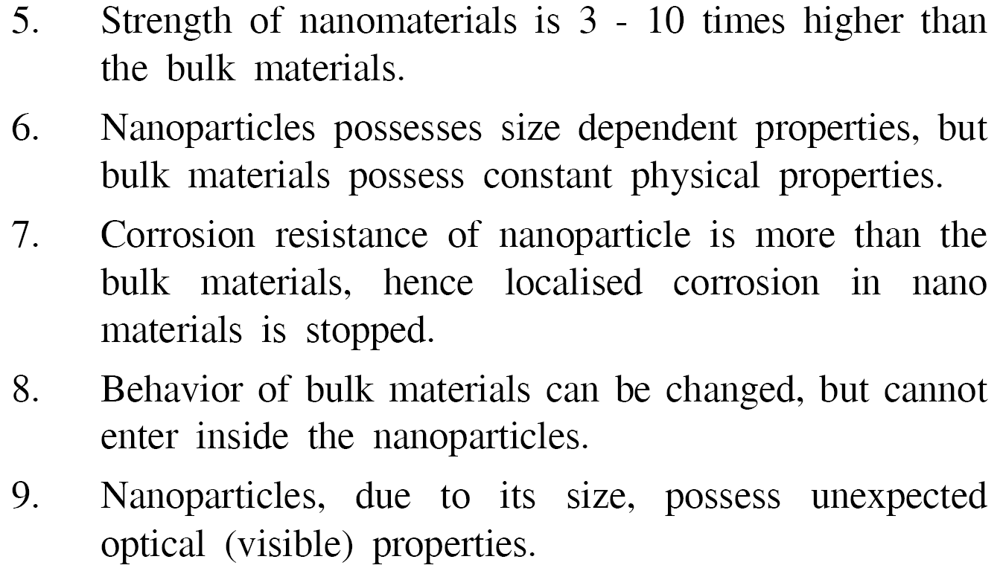 5. Strength of nanomaterials is 3 - 10 times higher than
the bulk materials.
6. Nanoparticles possesses size dependent properties, but
bulk materials possess constant physical properties.
7. Corrosion resistance of nanoparticle is more than the
bulk materials, hence localised corrosion in nano
materials is stopped.
8. Behavior of bulk materials can be changed, but cannot
enter inside the nanoparticles.
9. Nanoparticles, due to its size, possess unexpected
optical (visible) properties.